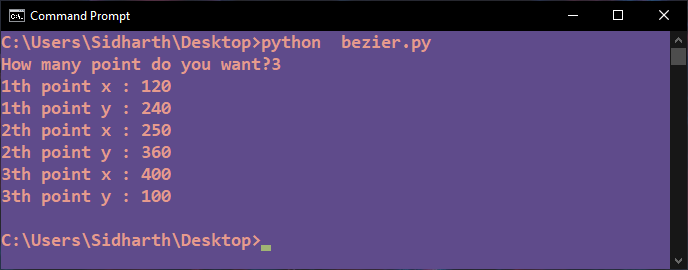 Command Prompt
C:\Users\Sidharth\Desktop>python  bezier.py
How many point do you want?3
1th point x : 120
1th point y : 240
2th point x : 250
2th point y : 360
3th point x : 400
3th point y : 100
C:\Users\Sidharth\Desktop>